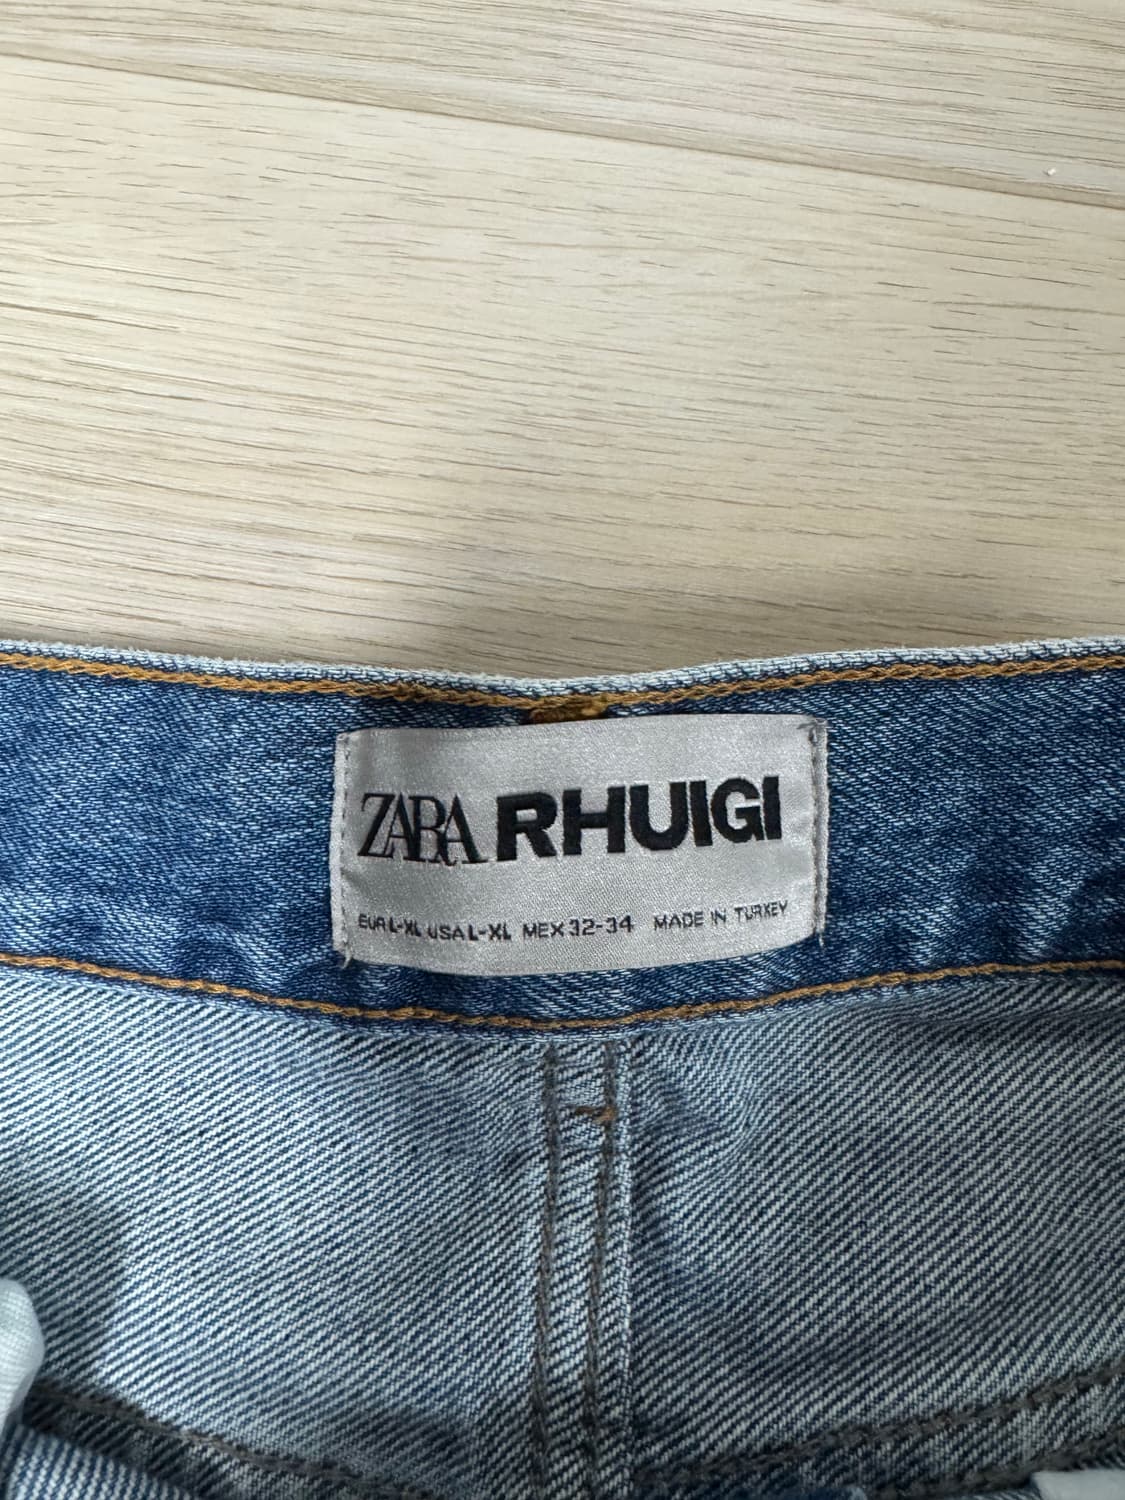 ZARA RHUIGI
EUR L-XL USA L-XL MEX 32-34 MADE IN TURKEY